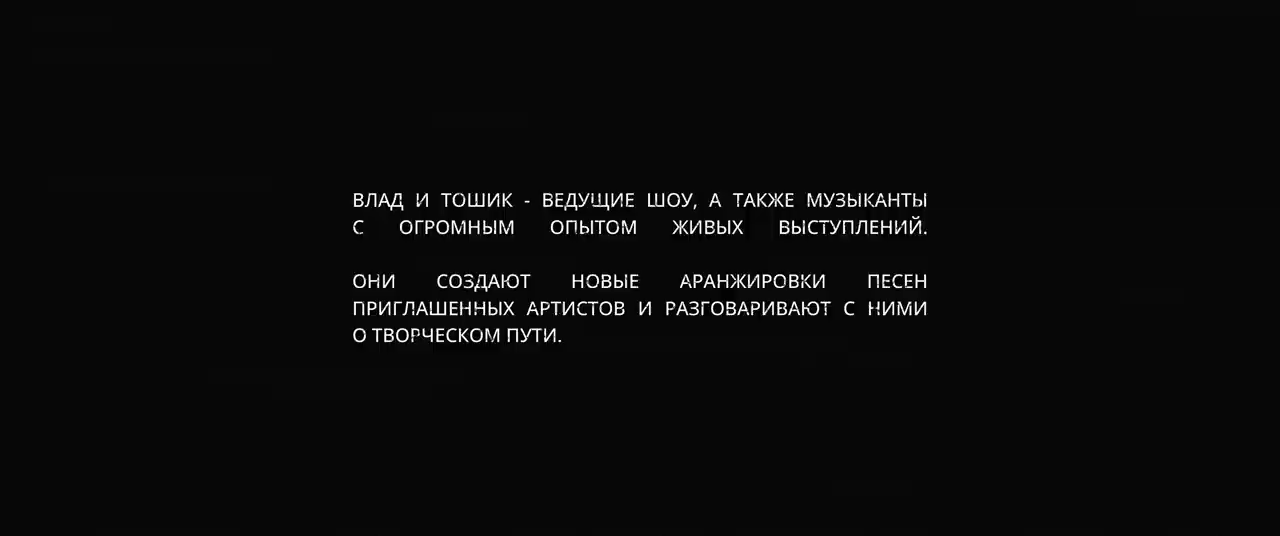 ВЛАД И ТОШИК - ВЕДУЩИЕ ШОУ, А ТАКЖЕ МУЗЫКАНТЫ
С ОГРОМНЫМ ОПЫТОМ ЖИВЫХ ВЫСТУПЛЕНИЙ.
ОНИ СОЗДАЮТ НОВЫЕ АРАНЖИРОВКИ ПЕСЕН
ПРИГЛАШЕННЫХ АРТИСТОВ И РАЗГОВАРИВАЮТ С НИМИ
О ТВОРЧЕСКОМ ПУТИ.